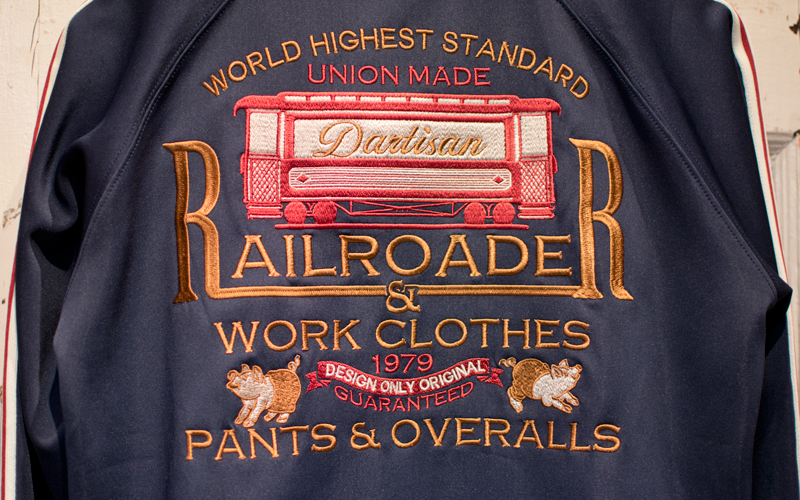 WORLD HIGHEST STANDARD
UNION MADE
Dartisan
RAILROADER
&
WORK CLOTHES
1979
DESIGN ONLY ORIGINAL
GUARANTEED
PANTS & OVERALLS